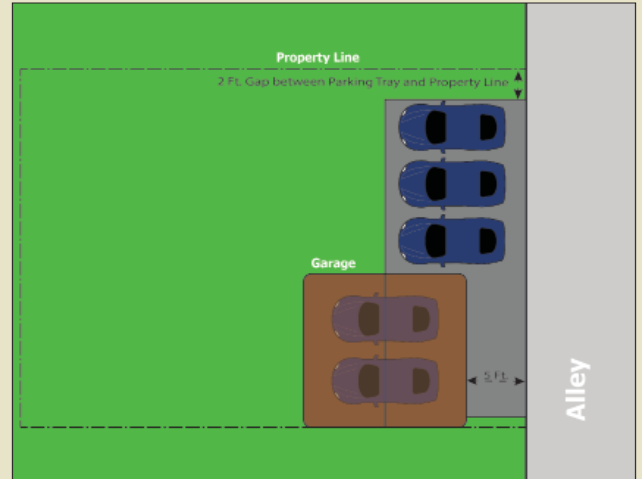 Property Line
2 Ft. Gap between Parking Tray and Property Line
Garage
5 Ft.
Alley